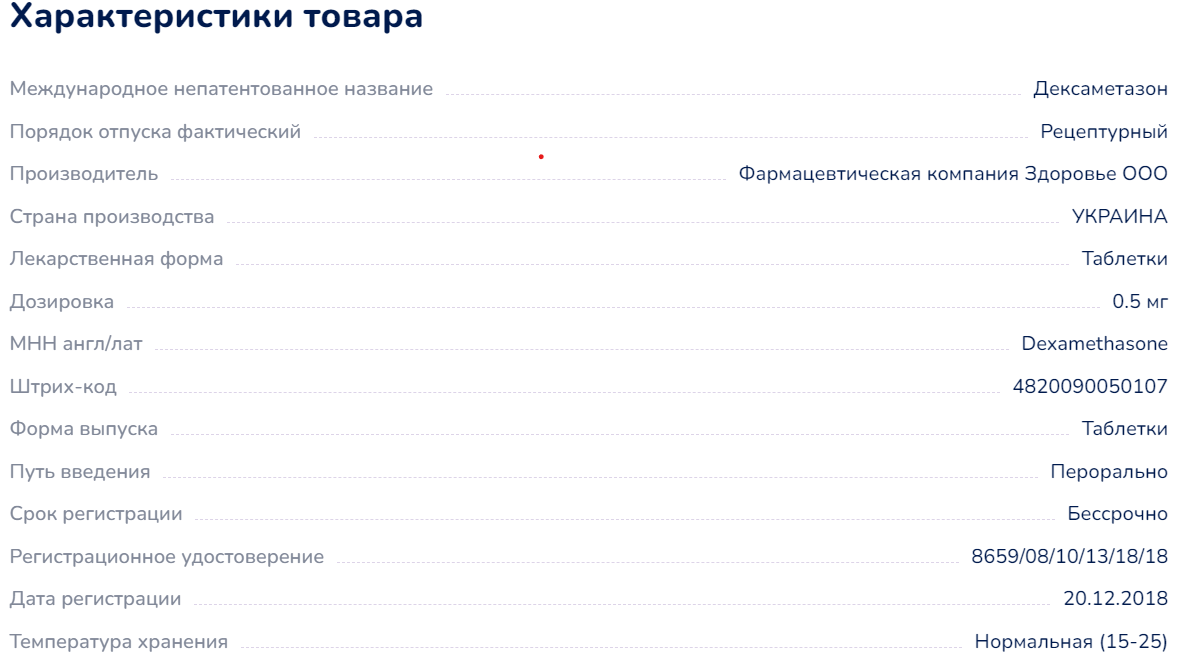 Характеристики товара
Международное непатентованное название Дексаметазон
Порядок отпуска фактический Рецептурный
Производитель Фармацевтическая компания Здоровье ООО
Страна производства УКРАИНА
Лекарственная форма Таблетки
Дозировка 0.5 мг
МНН англ/лат Dexamethasone
Штрих-код 4820090050107
Форма выпуска Таблетки
Путь введения Перорально
Срок регистрации Бессрочно
Регистрационное удостоверение 8659/08/10/13/18/18
Дата регистрации 20.12.2018
Температура хранения Нормальная (15-25)